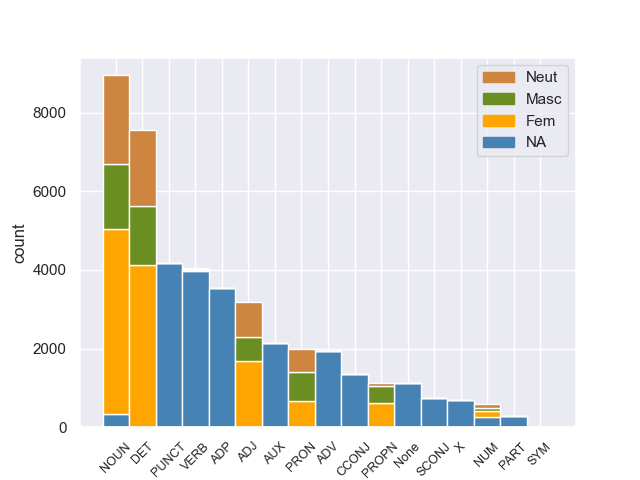 Neut
Masc
Fem
NA
count
8000
6000
4000
2000
0
NOUN
DET
PUNCT
VERB
ADP
ADJ
AUX
PRON
ADV
CCONJ
PROPN
None
SCONJ
X
NUM
PART
SYM